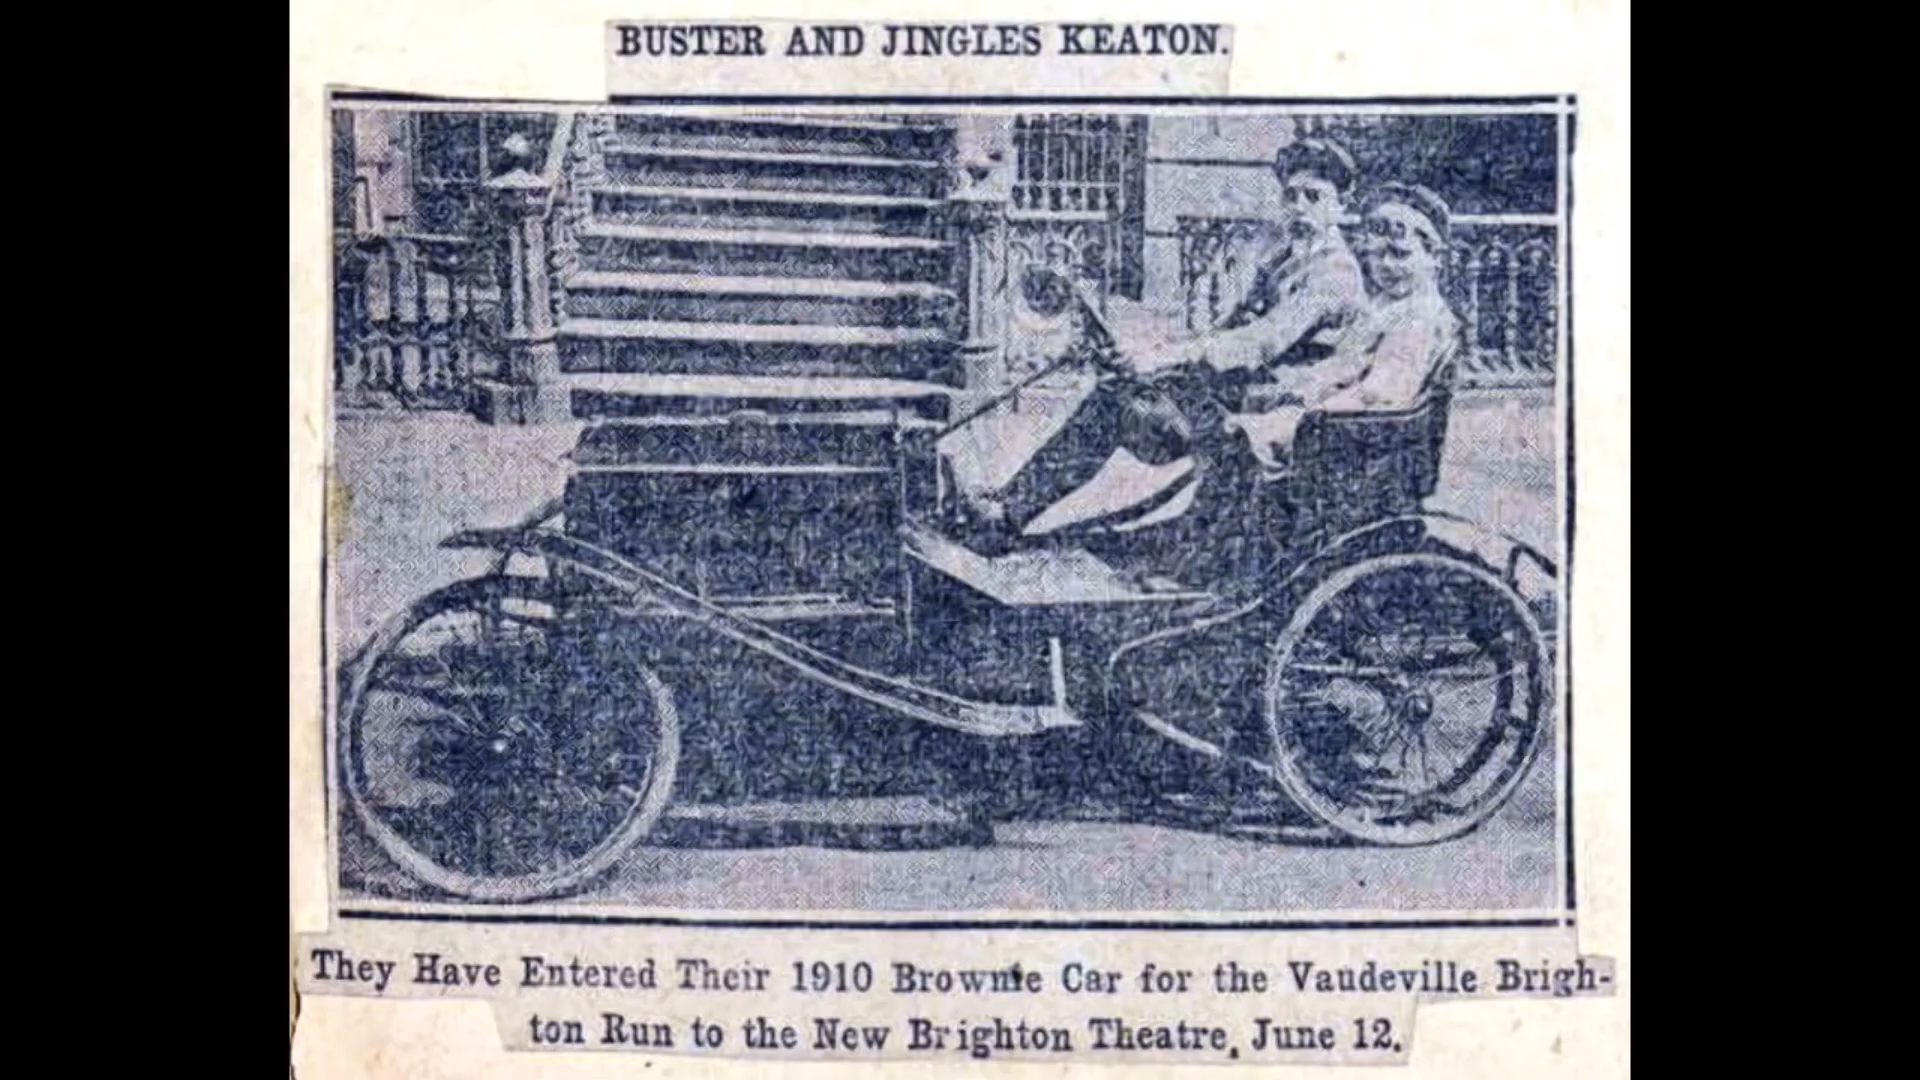 BUSTER AND JINGLES KEATON.
They Have Entered Their 1910 Brownie Car for the Vaudeville Brigh-
ton Run to the New Brighton Theatre, June 12.